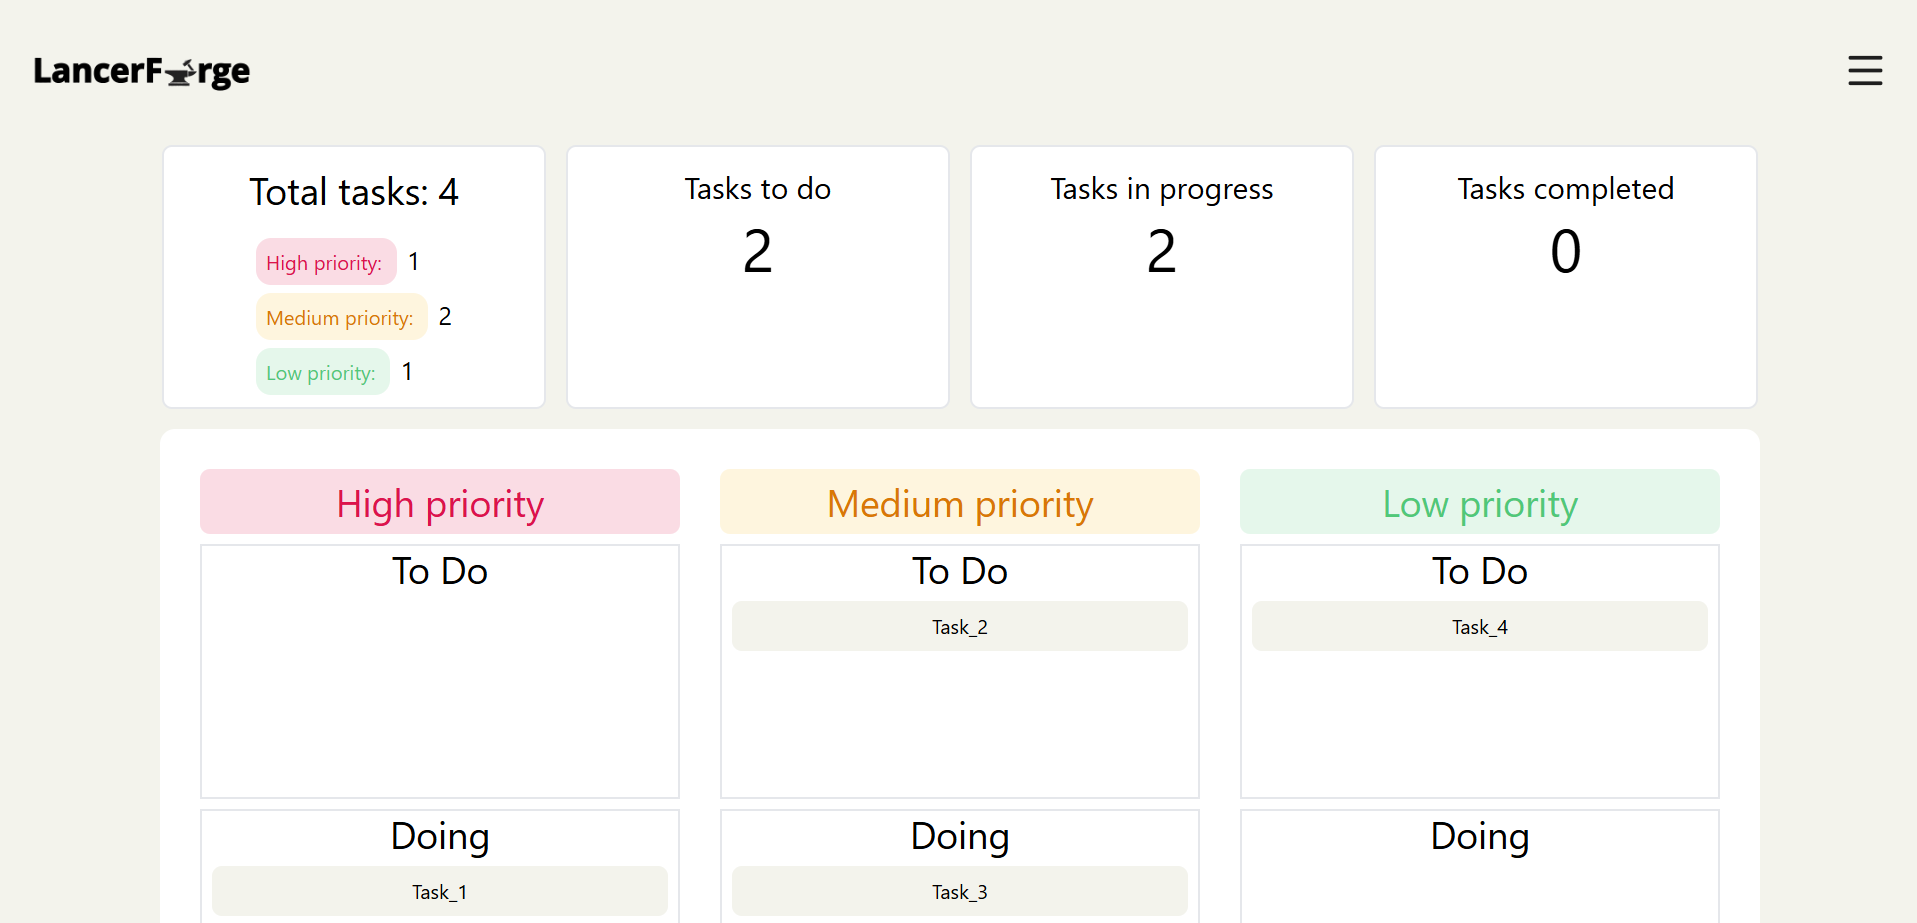 LancerForge
Total tasks: 4
High priority: 1
Medium priority: 2
Low priority: 1
Tasks to do
2
Tasks in progress
2
Tasks completed
0
High priority
Medium priority
Low priority
To Do
To Do
Task_2
To Do
Task_4
Doing
Task_1
Doing
Task_3
Doing